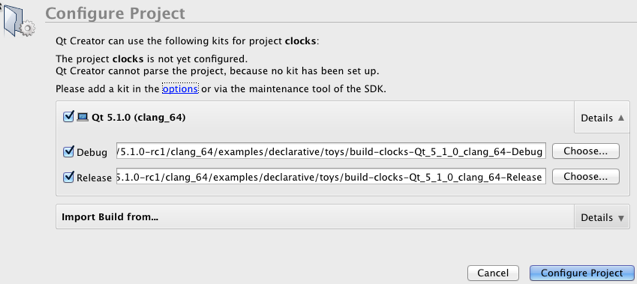 Configure Project
Qt Creator can use the following kits for project clocks:
The project clocks is not yet configured.
Qt Creator cannot parse the project, because no kit has been set up.
Please add a kit in the options or via the maintenance tool of the SDK.
Qt 5.1.0 (clang_64)
Details
Debug
/5.1.0-rc1/clang_64/examples/declarative/toys/build-clocks-Qt_5_1_0_clang_64-Debug
Choose...
Release
5.1.0-rc1/clang_64/examples/declarative/toys/build-clocks-Qt_5_1_0_clang_64-Release
Choose...
Import Build from...
Details
Cancel
Configure Project